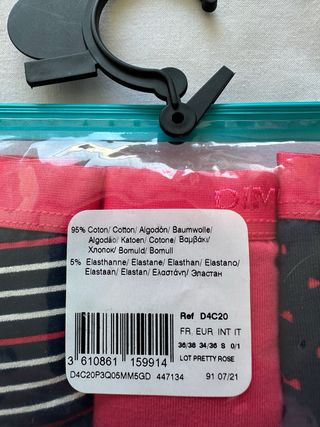 DIM
95% Coton/ Cotton/ Algodón/ Baumwolle/
Algodão/ Katoen/ Cotone/ Βαμβάκι/
Хлопок/ Bomuld/ Bomull
5% Elasthanne/ Elastane/ Elasthan/ Elastano/
Elastaan/ Elastan/ Ελαστάνη/ Эластан
Ref D4C20
FR. EUR INT IT
36/38 34/36 S 0/1
LOT PRETTY ROSE
3 610861 159914
D4C20P3Q05MM5GD 447134 91 07/21